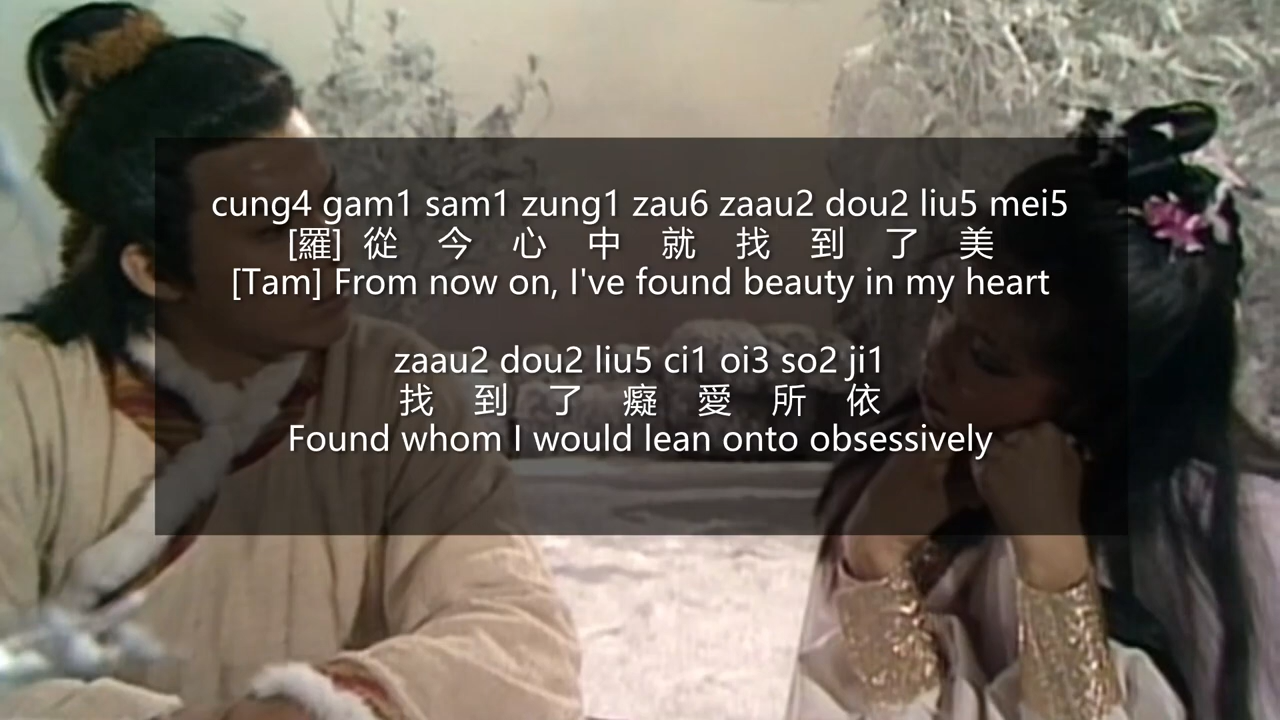 cung4 gam1 sam1 zung1 zau6 zaau2 dou2 liu5 mei5
[羅] 從 今 心 中 就 找 到 了 美
[Tam] From now on, I've found beauty in my heart
zaau2 dou2 liu5 ci1 oi3 so2 ji1
找 到 了 癡 愛 所 依
Found whom I would lean onto obsessively